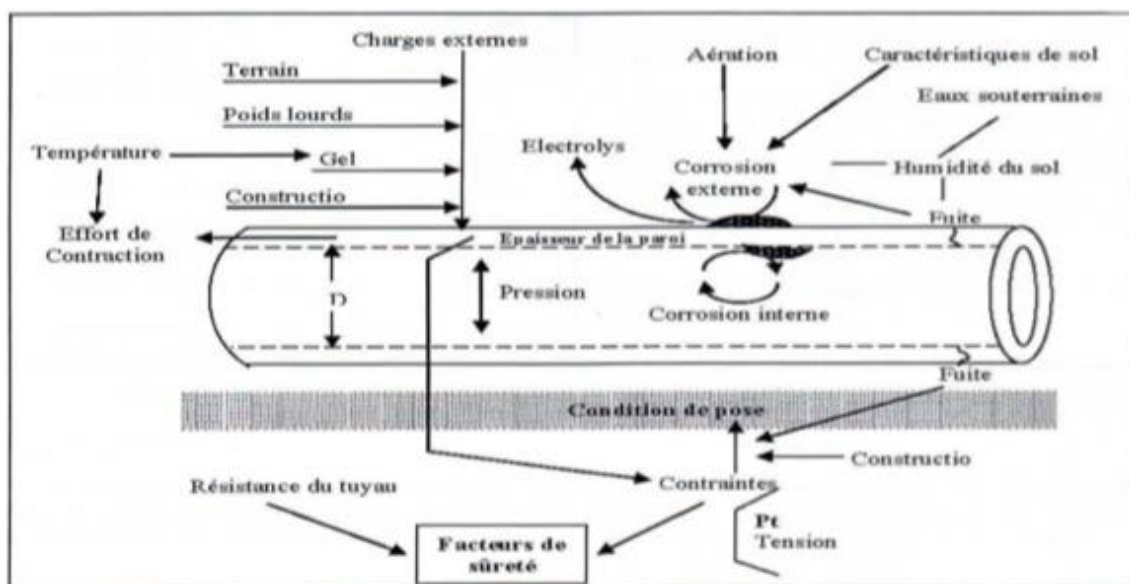 Charges externes
Aération
Caractéristiques de sol
Terrain
Eaux souterraines
Poids lourds
Electrolys
Température
Gel
Corrosion
externe
Humidité du sol
Constructio
Fuite
Effort de
Contraction
Epaisseur de la paroi
D
Pression
Corrosion interne
Fuite
Condition de pose
Constructio
Résistance du tuyau
Contraintes
Pt
Tension
Facteurs de
sûreté